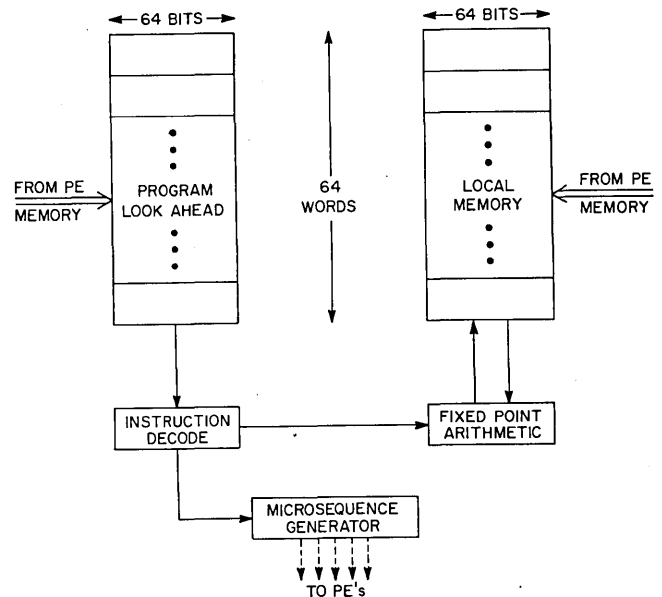 64 BITS
64 BITS
PROGRAM
LOOK AHEAD
FROM PE
MEMORY
64
WORDS
LOCAL
MEMORY
FROM PE
MEMORY
INSTRUCTION
DECODE
FIXED POINT
ARITHMETIC
MICROSEQUENCE
GENERATOR
TO PE's